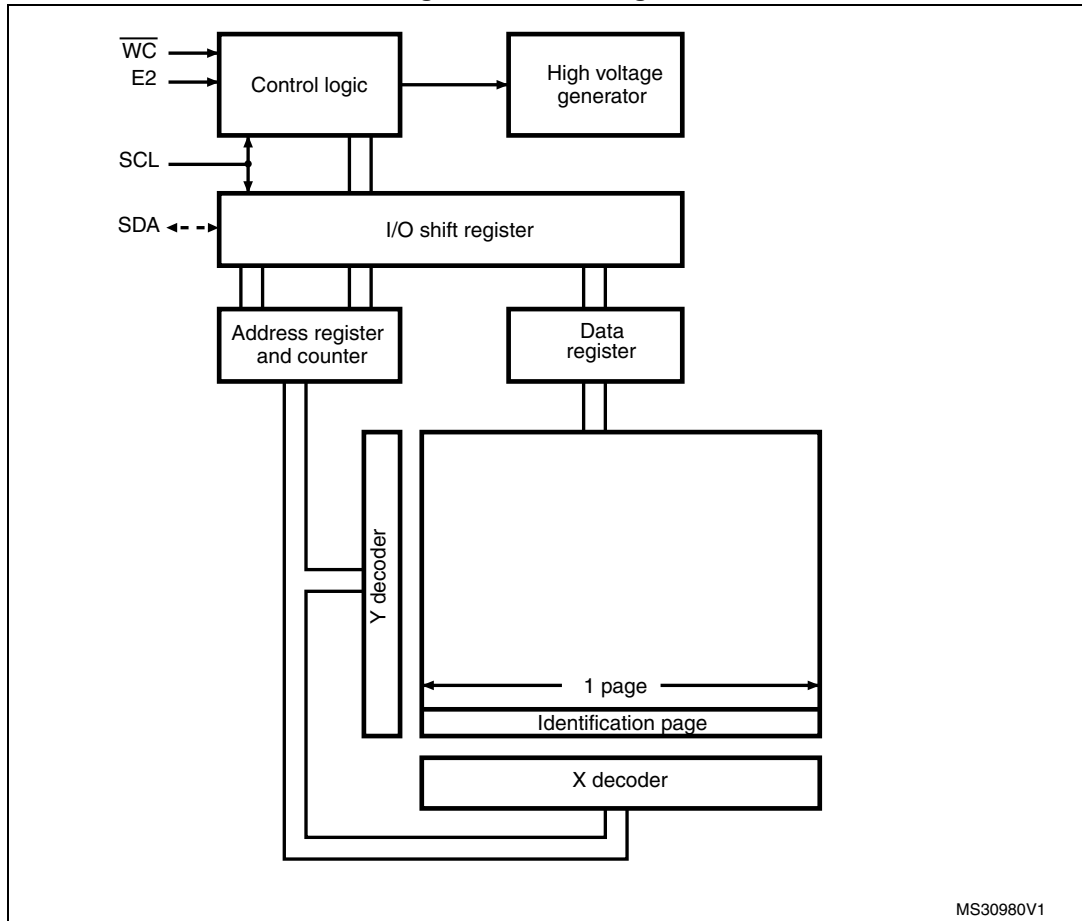 WC
E2
Control logic
High voltage
generator
SCL
SDA
I/O shift register
Address register
and counter
Data
register
Y decoder
1 page
Identification page
X decoder
MS30980V1